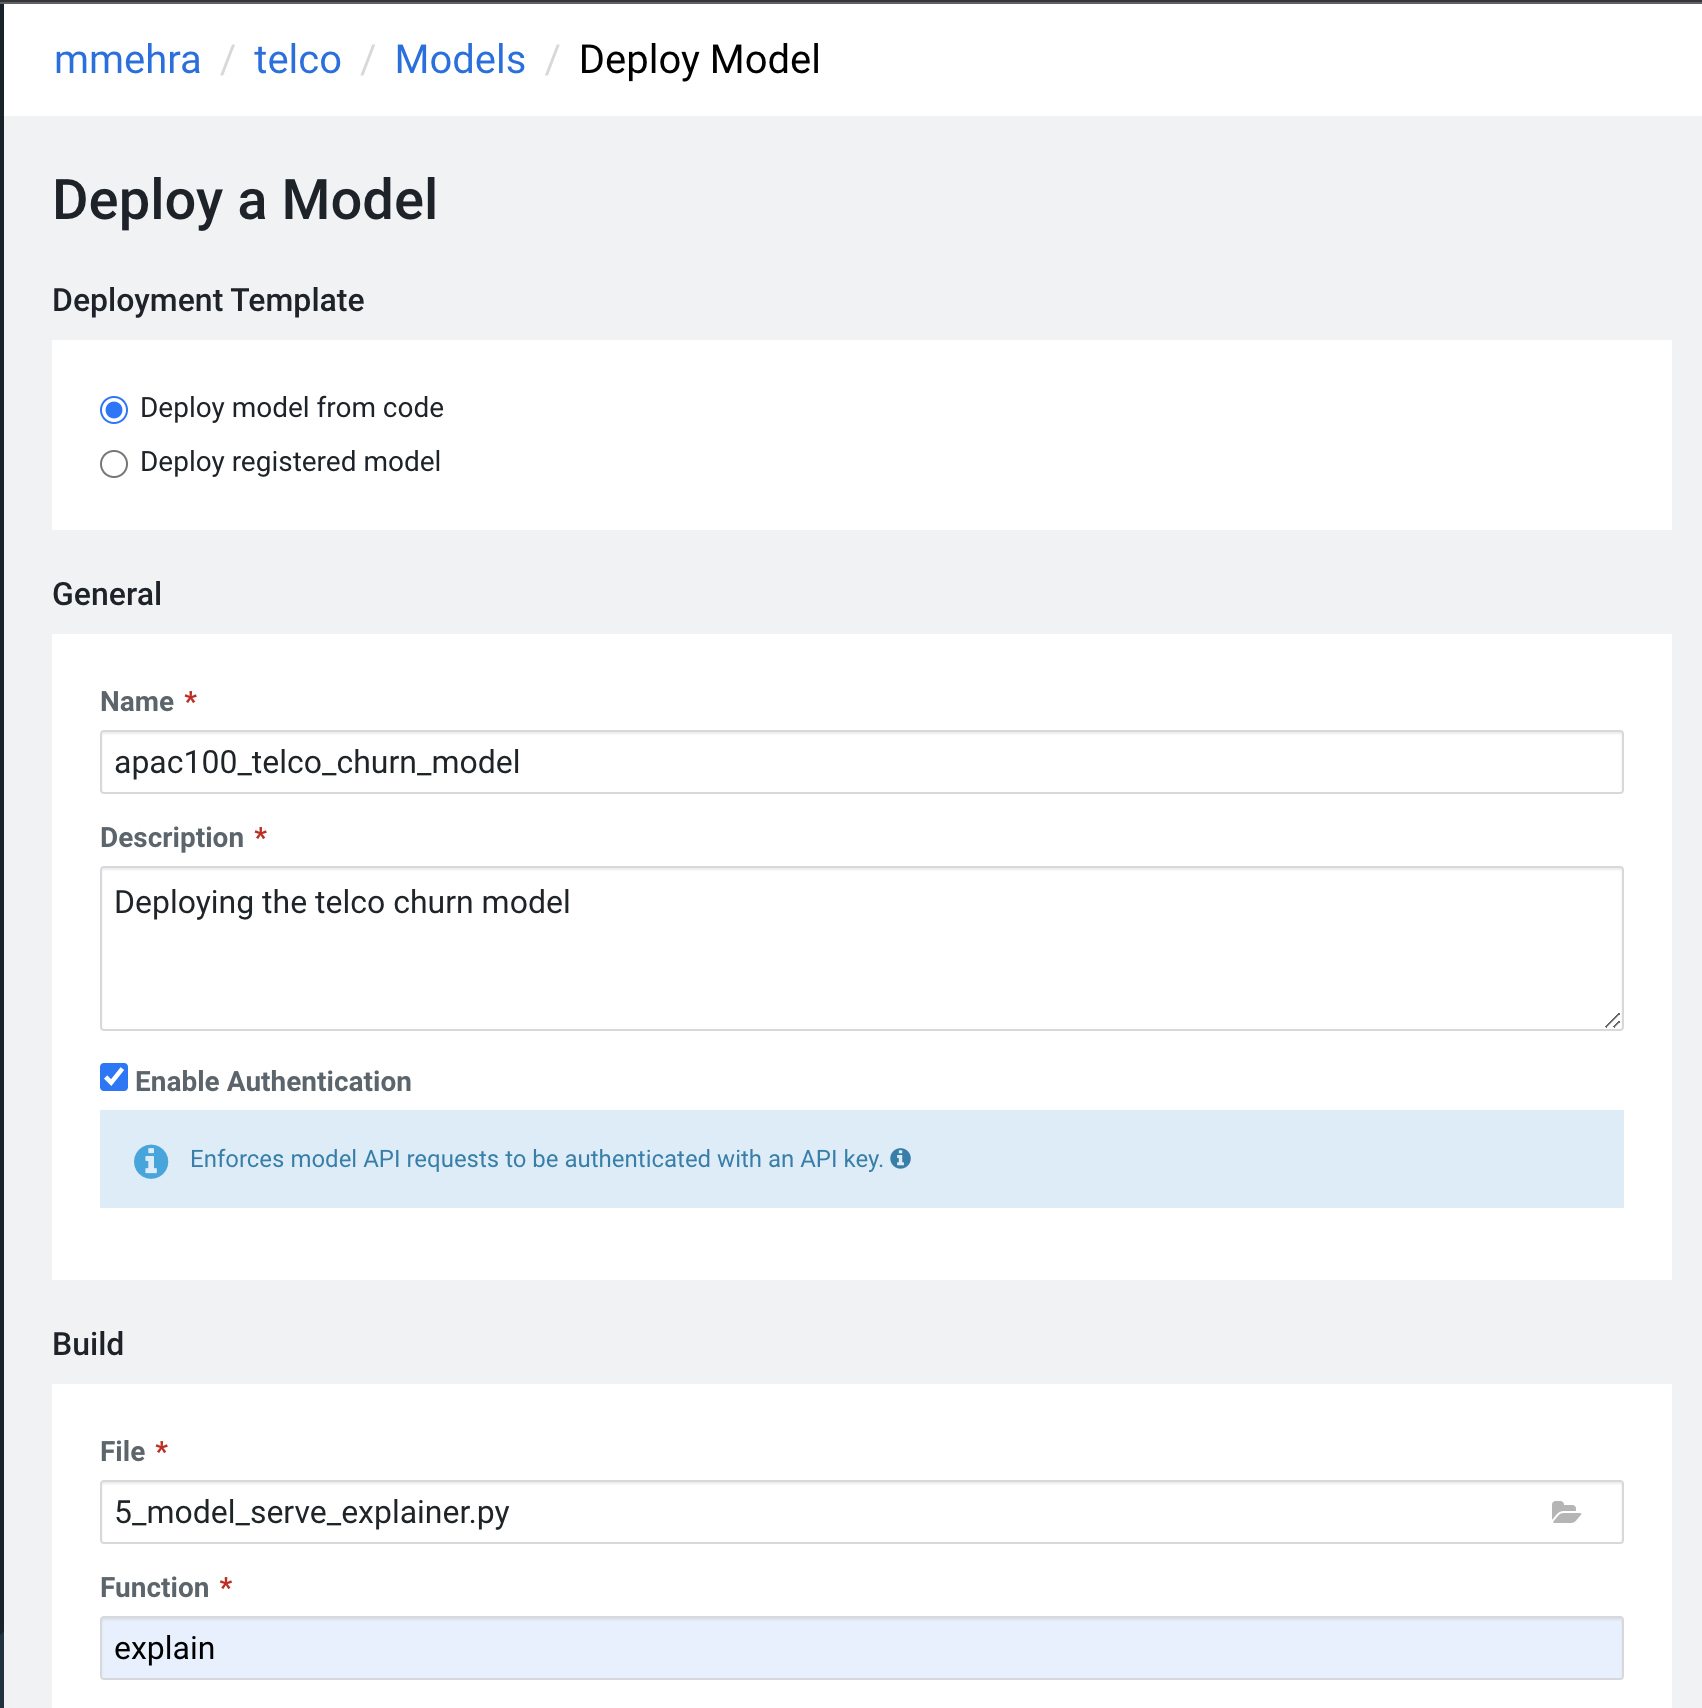 mmehra / telco / Models / Deploy Model
Deploy a Model
Deployment Template
Deploy model from code
Deploy registered model
General
Name *
apac100_telco_churn_model
Description *
Deploying the telco churn model
Enable Authentication
Enforces model API requests to be authenticated with an API key.
Build
File *
5_model_serve_explainer.py
Function *
explain